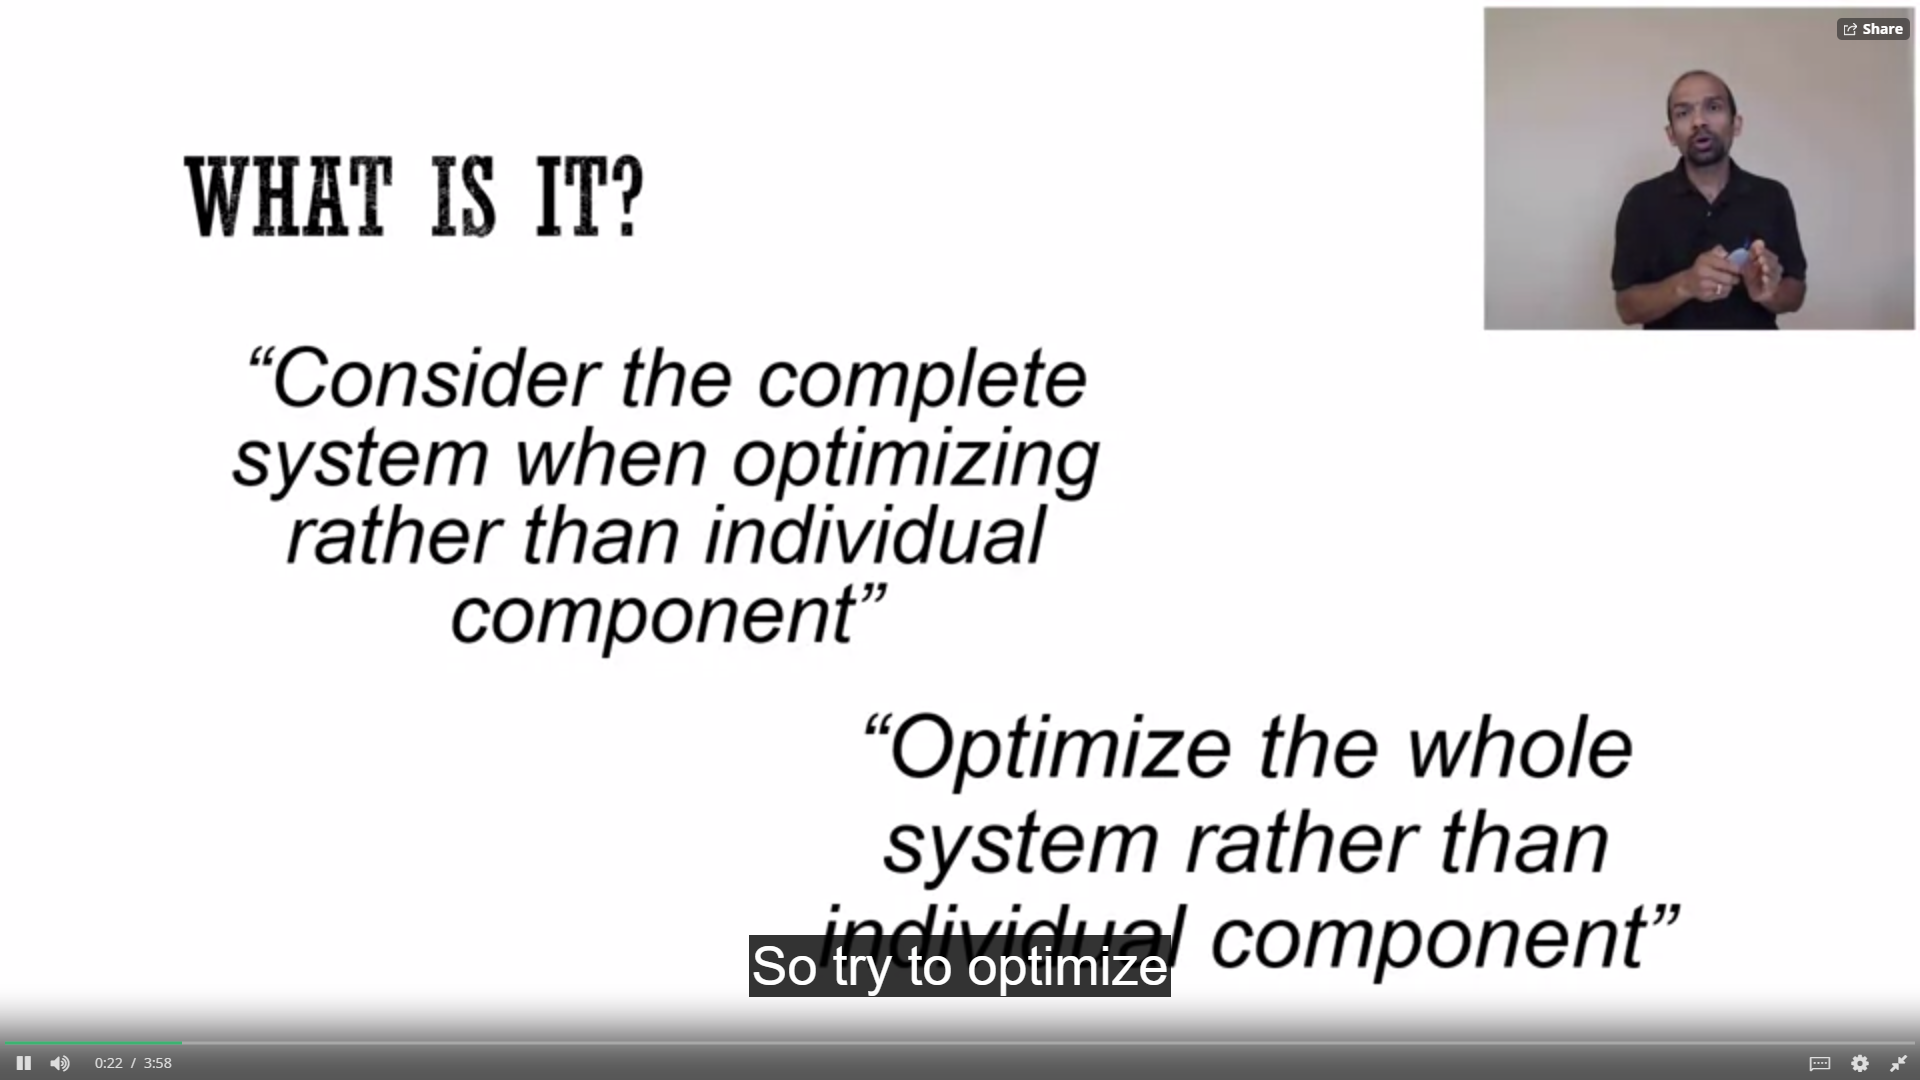 Share
WHAT IS IT?
“Consider the complete
system when optimizing
rather than individual
component”
“Optimize the whole
system rather than
individual component”
So try to optimize
0:22 / 3:58